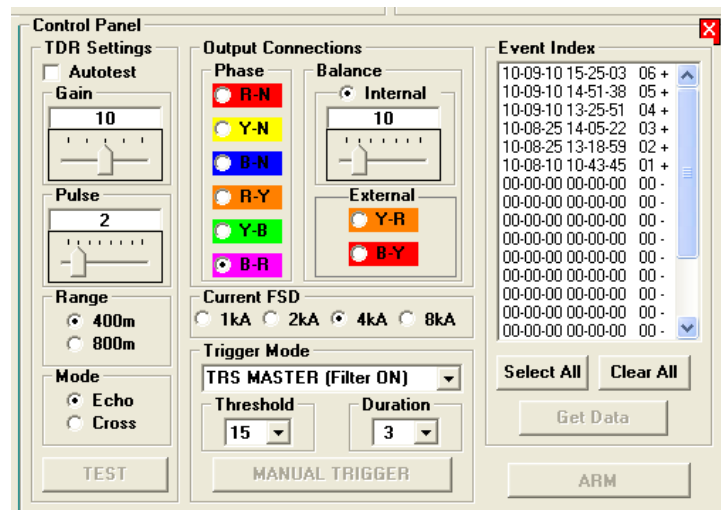 Control Panel
TDR Settings
Autotest
Gain
10
Pulse
2
Range
400m
800m
Mode
Echo
Cross
TEST
Output Connections
Phase
R-N
Y-N
B-N
R-Y
Y-B
B-R
Balance
Internal
10
External
Y-R
B-Y
Current FSD
1kA 2kA 4kA 8kA
Trigger Mode
TRS MASTER (Filter ON)
Threshold
15
Duration
3
MANUAL TRIGGER
Event Index
10-09-10 15-25-03 06 +
10-09-10 14-51-38 05 +
10-09-10 13-25-51 04 +
10-08-25 14-05-22 03 +
10-08-25 13-18-59 02 +
10-08-10 10-43-45 01 +
00-00-00 00-00-00 00 -
00-00-00 00-00-00 00 -
00-00-00 00-00-00 00 -
00-00-00 00-00-00 00 -
00-00-00 00-00-00 00 -
00-00-00 00-00-00 00 -
00-00-00 00-00-00 00 -
00-00-00 00-00-00 00 -
00-00-00 00-00-00 00 -
Select All
Clear All
Get Data
ARM
X